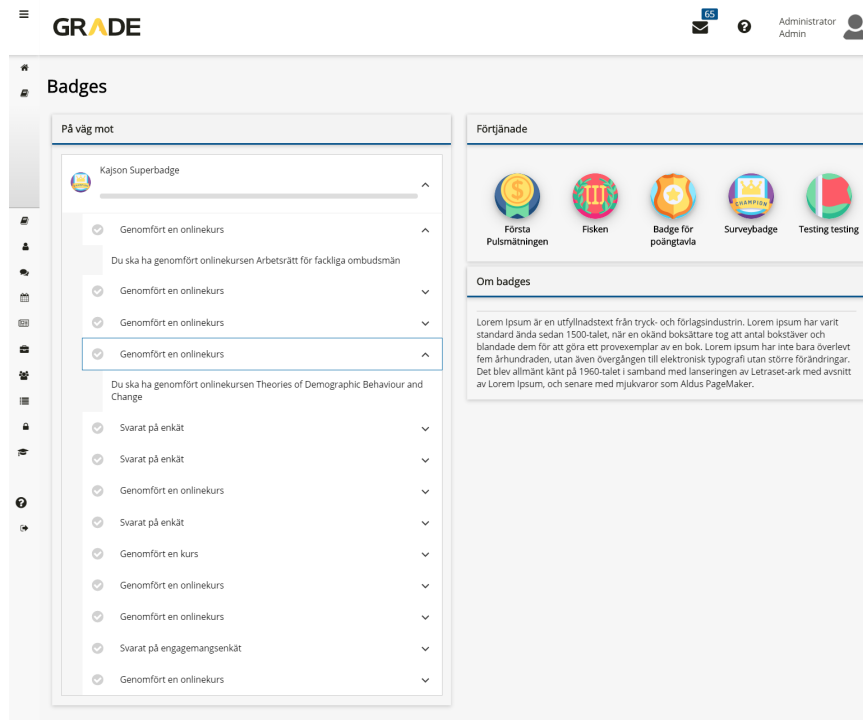 GRADE
65
Administrator
Admin
Badges
På väg mot
Kajson Superbadge
Genomfört en onlinekurs
Du ska ha genomfört onlinekursen Arbetsrätt för fackliga ombudsmän
Genomfört en onlinekurs
Genomfört en onlinekurs
Genomfört en onlinekurs
Du ska ha genomfört onlinekursen Theories of Demographic Behaviour and
Change
Svarat på enkät
Svarat på enkät
Genomfört en onlinekurs
Svarat på enkät
Genomfört en kurs
Genomfört en onlinekurs
Genomfört en onlinekurs
Svarat på engagemangsenkät
Genomfört en onlinekurs
Förtjänade
III
CHAMPION
Första
Pulsmätningen
Fisken
Badge för
poängtavla
Surveybadge
Testing testing
Om badges
Lorem Ipsum är en utfyllnadstext från tryck- och förlagsindustrin. Lorem ipsum har varit
standard ända sedan 1500-talet, när en okänd boksättare tog att antal bokstäver och
blandade dem för att göra ett provexemplar av en bok. Lorem ipsum har inte bara överlevt
fem århundraden, utan även övergången till elektronisk typografi utan större förändringar.
Det blev allmänt känt på 1960-talet i samband med lanseringen av Letraset-ark med avsnitt
av Lorem Ipsum, och senare med mjukvaror som Aldus PageMaker.